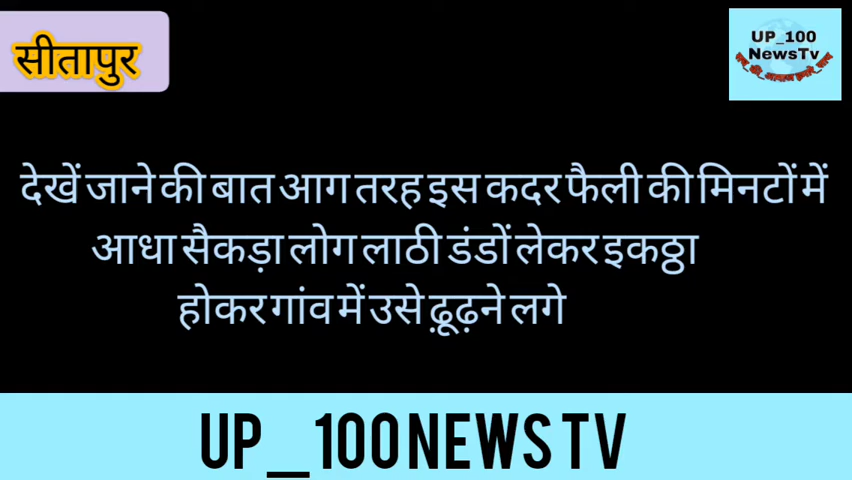 सीतापुर
UP_100
NewsTv
देखें जाने की बात आग तरह इस कदर फैली की मिनटों में
आधा सैकड़ा लोग लाठी डंडों लेकर इकठ्ठा
होकर गांव में उसे ढूढ़ने लगे
UP_100 NEWS TV